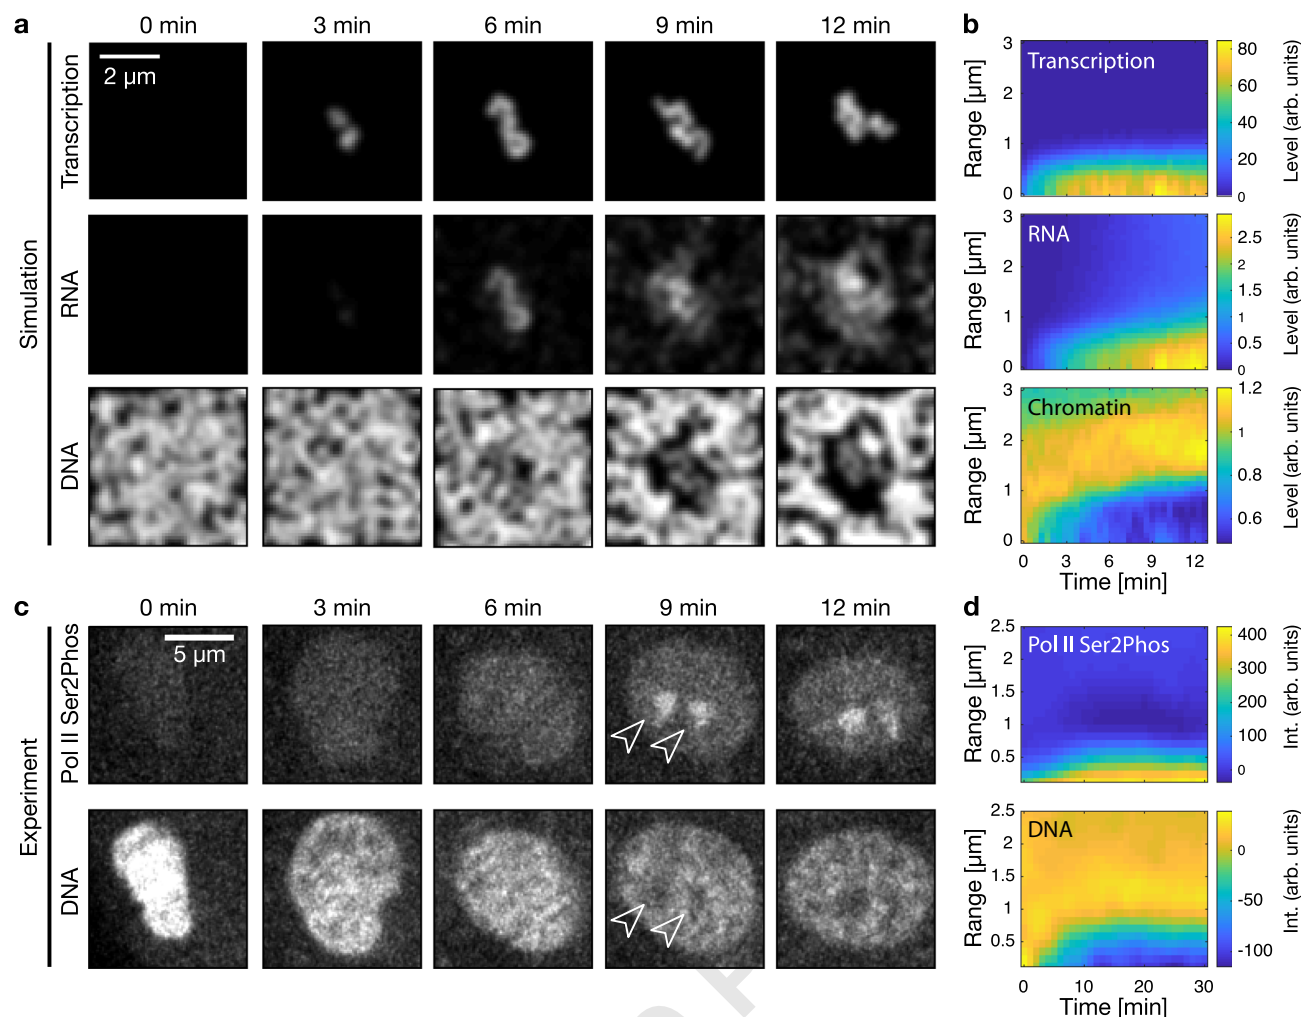 a
0 min 3 min 6 min 9 min 12 min
2 µm
Simulation
Transcription
RNA
DNA
b
Transcription
Range [µm]
3
2
1
0
80
60
40
20
0
Level (arb. units)
RNA
Range [µm]
3
2
1
0
2.5
2
1.5
1
0.5
0
Level (arb. units)
Chromatin
Range [µm]
3
2
1
0
1.2
1
0.8
0.6
Level (arb. units)
0 3 6 9 12
Time [min]
c
0 min 3 min 6 min 9 min 12 min
5 µm
Experiment
Pol II Ser2Phos
DNA
d
Pol II Ser2Phos
Range [µm]
2.5
2
1.5
1
0.5
400
300
200
100
0
Int. (arb. units)
DNA
Range [µm]
2.5
2
1.5
1
0.5
0
-50
-100
Int. (arb. units)
0 10 20 30
Time [min]